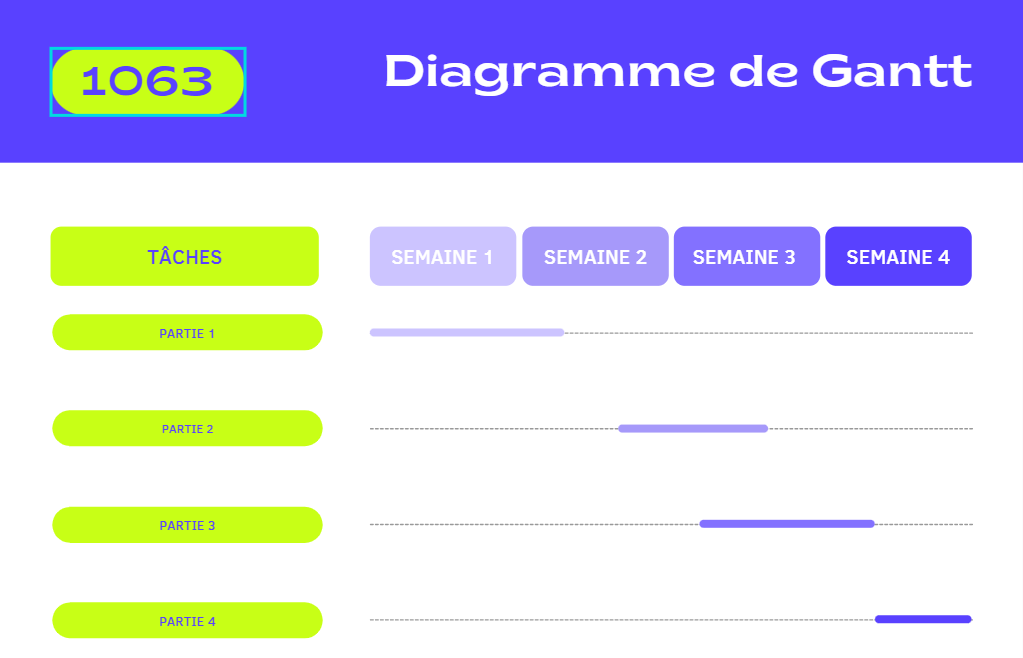 1063
Diagramme de Gantt
TÂCHES
SEMAINE 1
SEMAINE 2
SEMAINE 3
SEMAINE 4
PARTIE 1
PARTIE 2
PARTIE 3
PARTIE 4